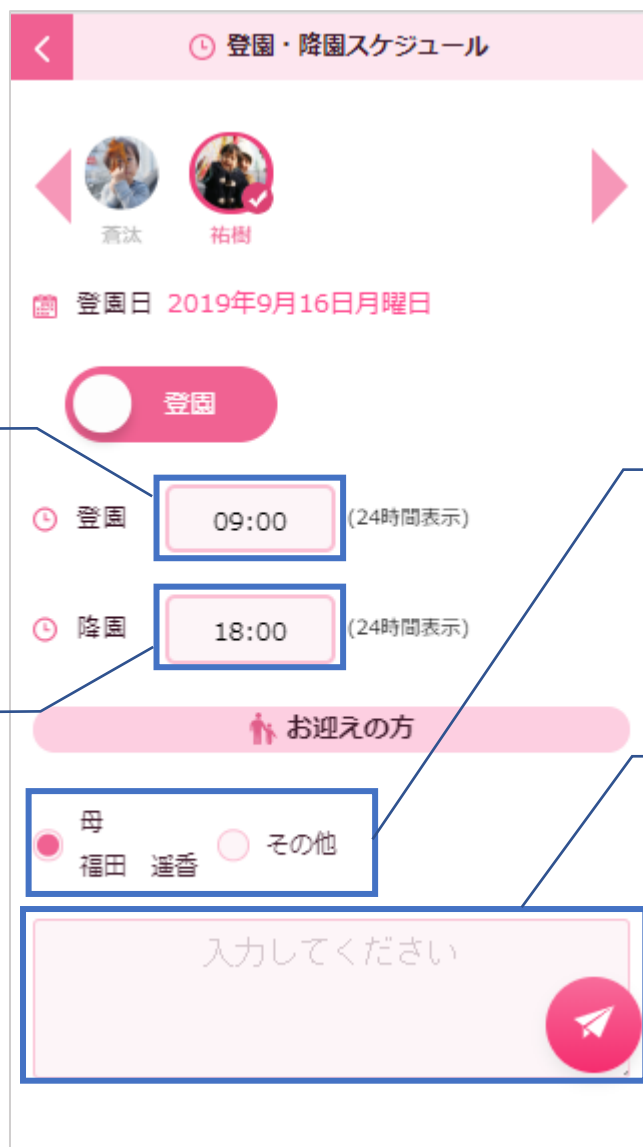 登園・降園スケジュール
蒼汰 祐樹
登園日 2019年9月16日月曜日
登園
登園 09:00 (24時間表示)
降園 18:00 (24時間表示)
お迎えの方
母
福田 遥香 その他
入力してください